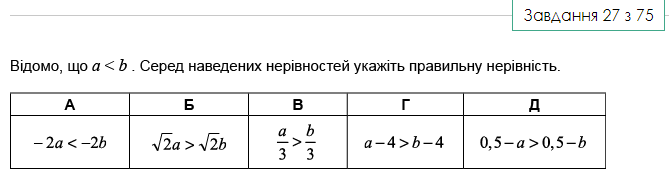 Завдання 27 з 75
Відомо, що a < b . Серед наведених нерівностей укажіть правильну нерівність.
А Б В Г Д
– 2a < –2b √2a > √2b a/3 > b/3 a – 4 > b – 4 0,5 – a > 0,5 – b